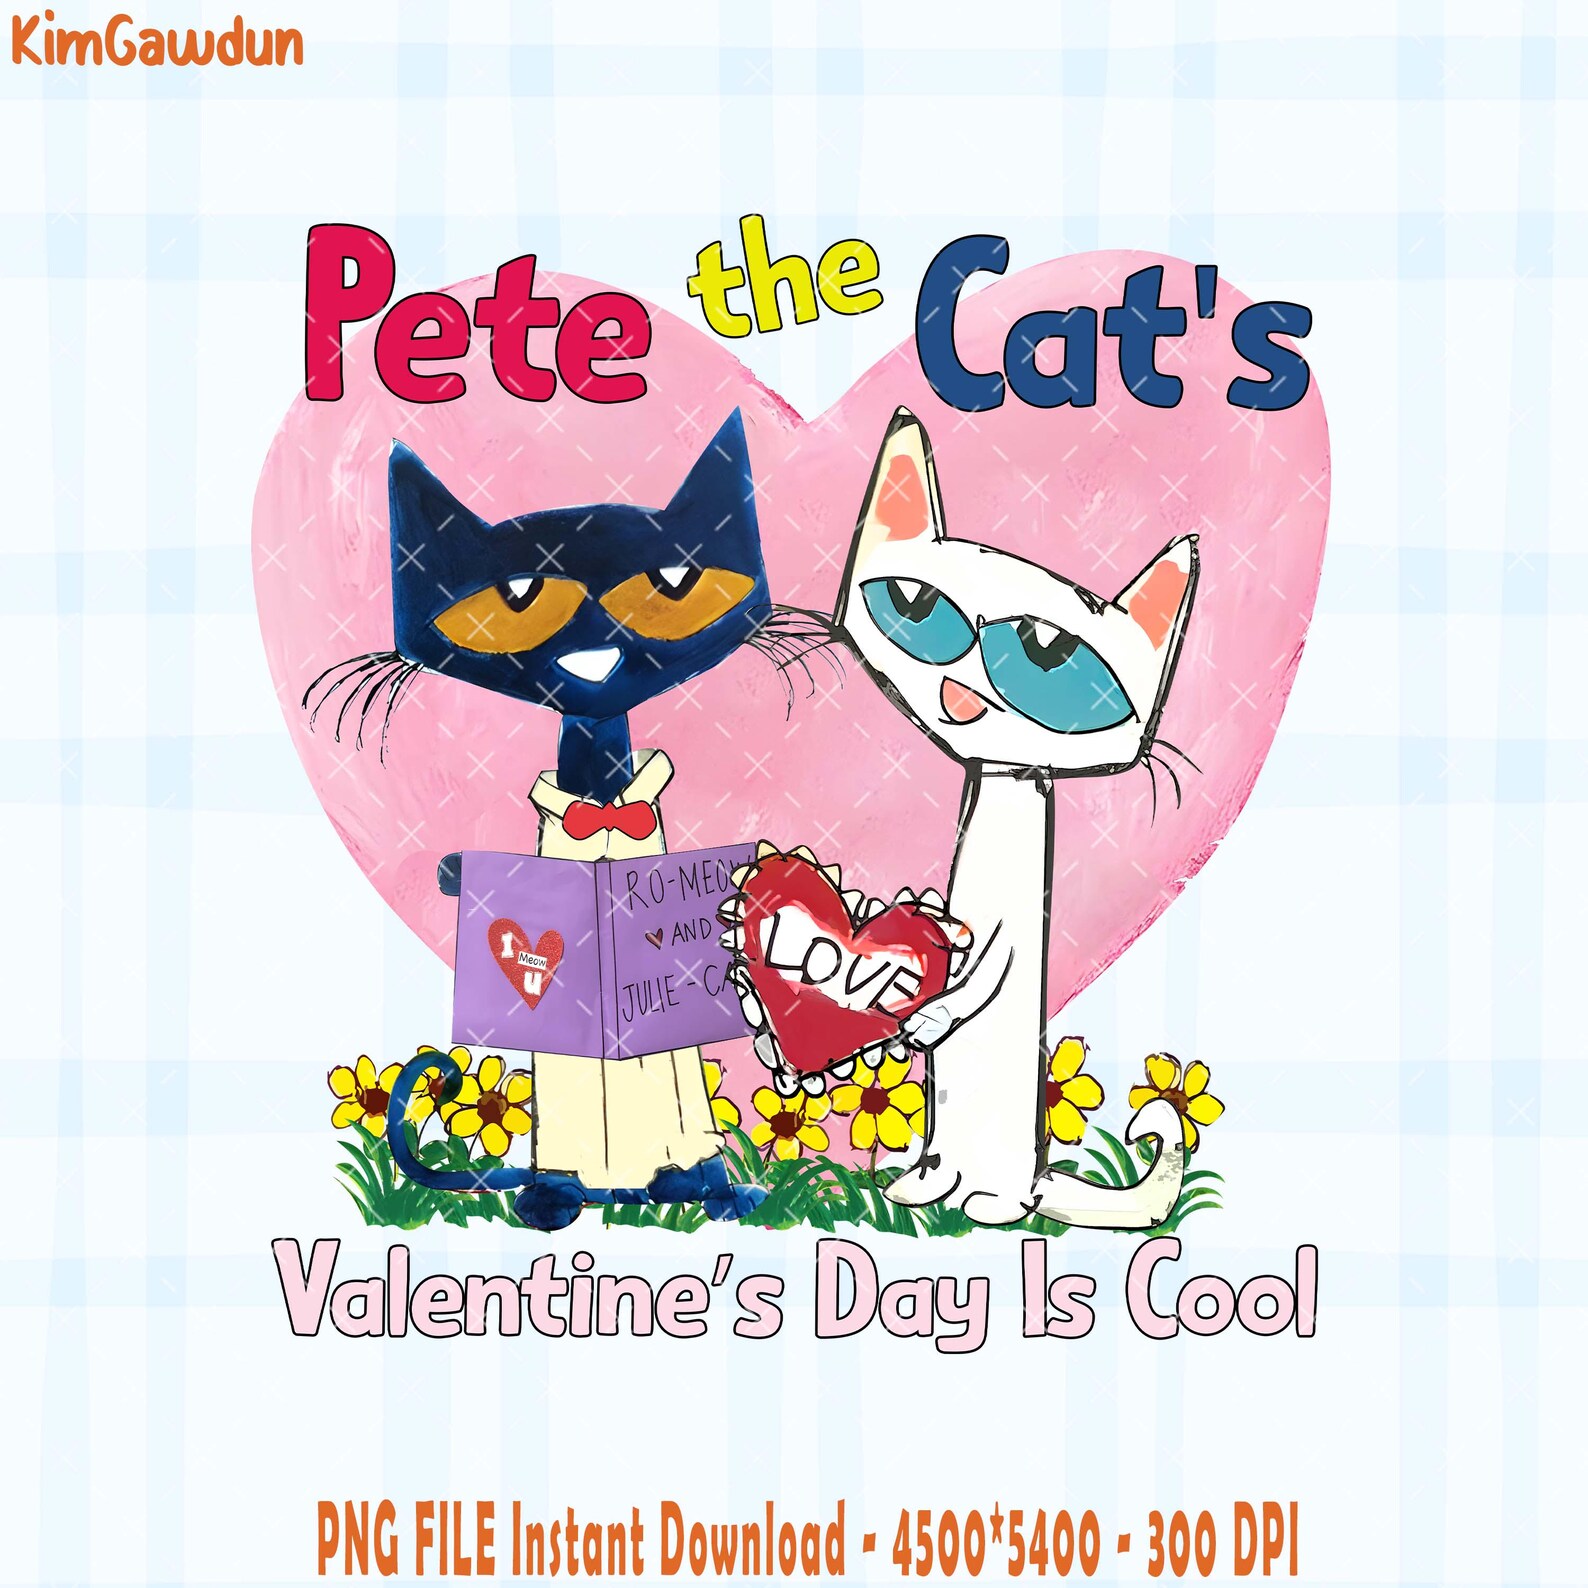 KimGawdun
Pete the Cat's
RO-MEOW
AND
JULIE-CA
I
Meow
U
LOVE
Valentine's Day Is Cool
PNG FILE Instant Download - 4500*5400 - 300 DPI